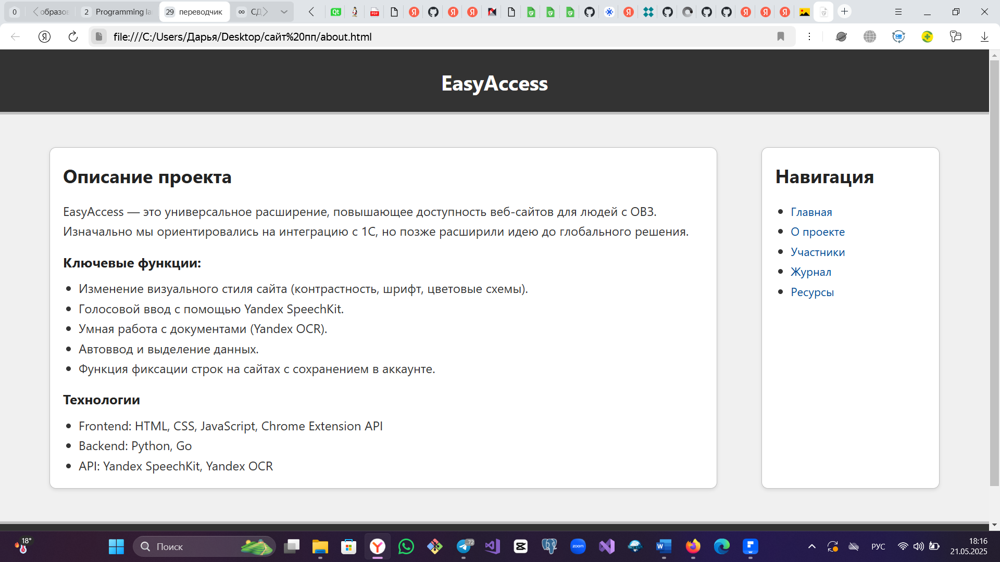 0
образов
2
Programming la
29
переводчик
∞
СД
file:///C:/Users/Дарья/Desktop/сайт%20пп/about.html
EasyAccess
Описание проекта
EasyAccess — это универсальное расширение, повышающее доступность веб-сайтов для людей с ОВЗ.
Изначально мы ориентировались на интеграцию с 1С, но позже расширили идею до глобального решения.
Ключевые функции:
Изменение визуального стиля сайта (контрастность, шрифт, цветовые схемы).
Голосовой ввод с помощью Yandex SpeechKit.
Умная работа с документами (Yandex OCR).
Автоввод и выделение данных.
Функция фиксации строк на сайтах с сохранением в аккаунте.
Технологии
Frontend: HTML, CSS, JavaScript, Chrome Extension API
Backend: Python, Go
API: Yandex SpeechKit, Yandex OCR
Навигация
Главная
О проекте
Участники
Журнал
Ресурсы
18°
Поиск
72
zoom
РУС
18:16
21.05.2025